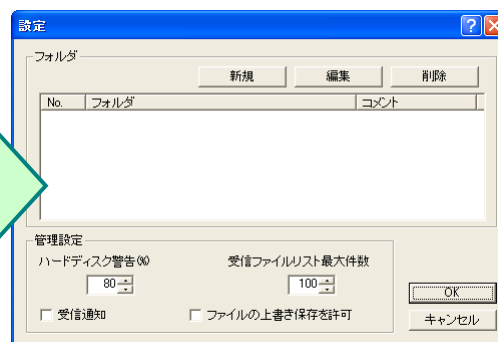 設定
フォルダ
新規 編集 削除
No. フォルダ コメント
管理設定
ハードディスク警告(%) 受信ファイルリスト最大件数
80 100
受信通知 ファイルの上書き保存を許可
OK
キャンセル